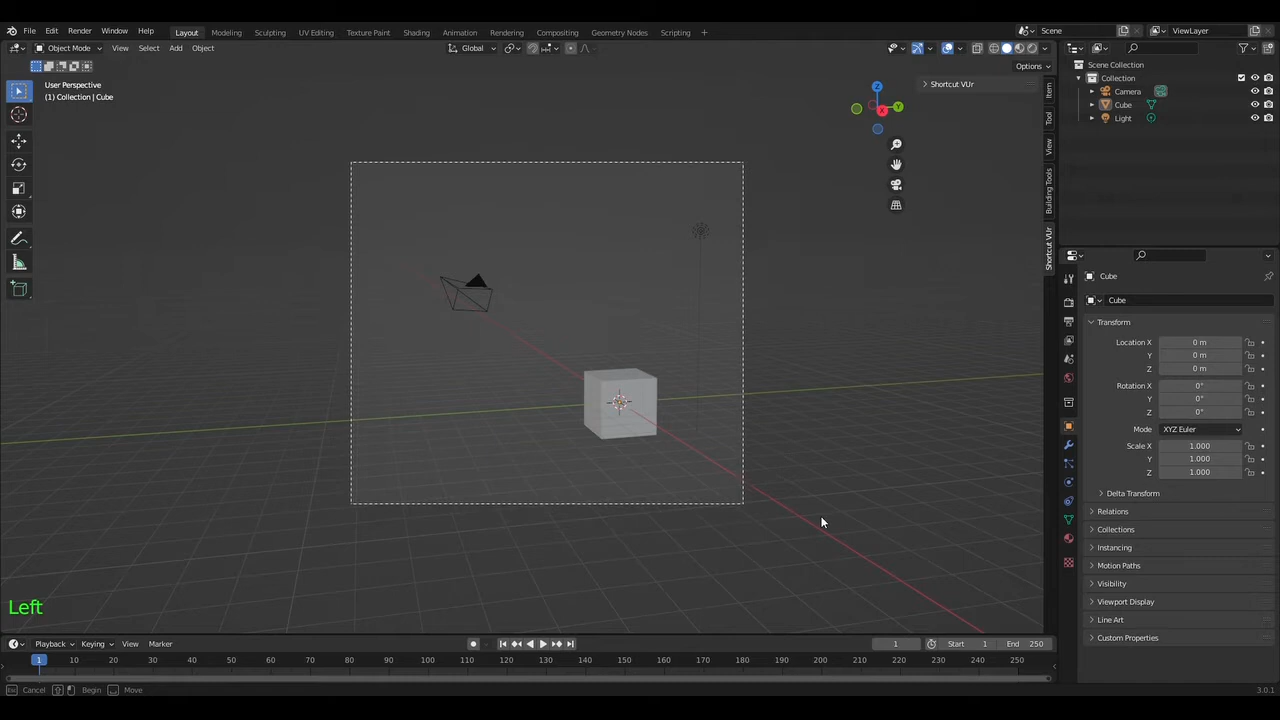 File Edit Render Window Help Layout Modeling Sculpting UV Editing Texture Paint Shading Animation Rendering Compositing Geometry Nodes Scripting + Scene ViewLayer
Object Mode View Select Add Object Global
Options
User Perspective
(1) Collection | Cube
Shortcut VUr
Z
Y
X
Item
Tool
View
Building Tools
Shortcut VUr
Scene Collection
Collection
Camera
Cube
Light
Cube
Cube
Transform
Location X 0 m
Y 0 m
Z 0 m
Rotation X 0°
Y 0°
Z 0°
Mode XYZ Euler
Scale X 1.000
Y 1.000
Z 1.000
Delta Transform
Relations
Collections
Instancing
Motion Paths
Visibility
Viewport Display
Line Art
Custom Properties
Left
Playback Keying View Marker 1 Start 1 End 250
1 10 20 30 40 50 60 70 80 90 100 110 120 130 140 150 160 170 180 190 200 210 220 230 240 250
Cancel Begin Move 3.0.1